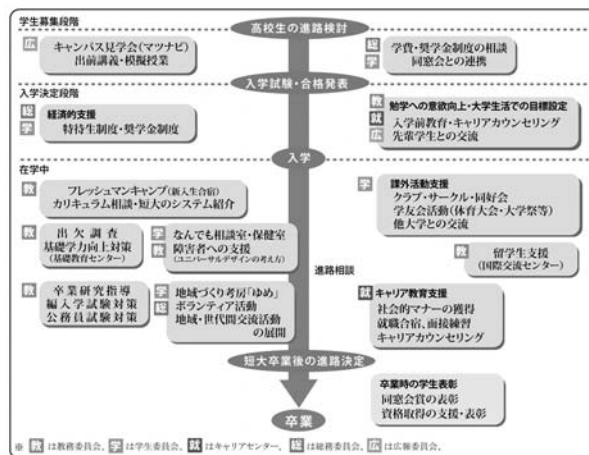 学生募集段階
高校生の進路検討
広 キャンパス見学会(マツナビ)
出前講義・模擬授業
総 学費・奨学金制度の相談
学 同窓会との連携
入学試験・合格発表
入学決定段階
総 経済的支援
学 特待生制度・奨学金制度
教 勉学への意欲向上・大学生活での目標設定
就 入学前教育・キャリアカウンセリング
広 先輩学生との交流
入学
在学中
教 フレッシュマンキャンプ(新入生合宿)
カリキュラム相談・短大のシステム紹介
学 課外活動支援
クラブ・サークル・同好会
学友会活動(体育大会・大学祭等)
他大学との交流
教 出欠調査
基礎学力向上対策
(基礎教育センター)
学 なんでも相談室・保健室
教 障害者への支援
(ユニバーサルデザインの考え方)
教 留学生支援
(国際交流センター)
進路相談
教 卒業研究指導
編入学試験対策
公務員試験対策
学 地域づくり考房「ゆめ」
総 ボランティア活動
地域・世代間交流活動
の展開
就 キャリア教育支援
社会的マナーの獲得
就職合宿、面接練習
キャリアカウンセリング
短大卒業後の進路決定
卒業時の学生表彰
同窓会賞の表彰
資格取得の支援・表彰
卒業
※ 教 は教務委員会、 学 は学生委員会、 就 はキャリアセンター、 総 は総務委員会、 広 は広報委員会、